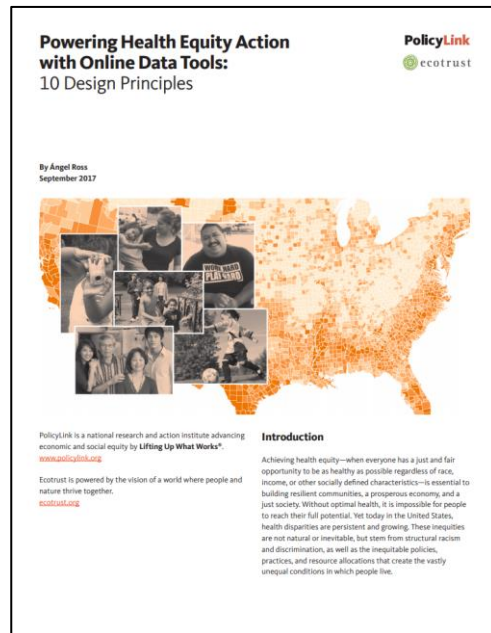 Powering Health Equity Action
with Online Data Tools:
10 Design Principles
PolicyLink
ecotrust
By Ángel Ross
September 2017
WORK HARD
PLAY HARD
PolicyLink is a national research and action institute advancing
economic and social equity by Lifting Up What Works®.
www.policylink.org
Ecotrust is powered by the vision of a world where people and
nature thrive together.
ecotrust.org
Introduction
Achieving health equity—when everyone has a just and fair
opportunity to be as healthy as possible regardless of race,
income, or other socially defined characteristics—is essential to
building resilient communities, a prosperous economy, and a
just society. Without optimal health, it is impossible for people
to reach their full potential. Yet today in the United States,
health disparities are persistent and growing. These inequities
are not natural or inevitable, but stem from structural racism
and discrimination, as well as the inequitable policies,
practices, and resource allocations that create the vastly
unequal conditions in which people live.